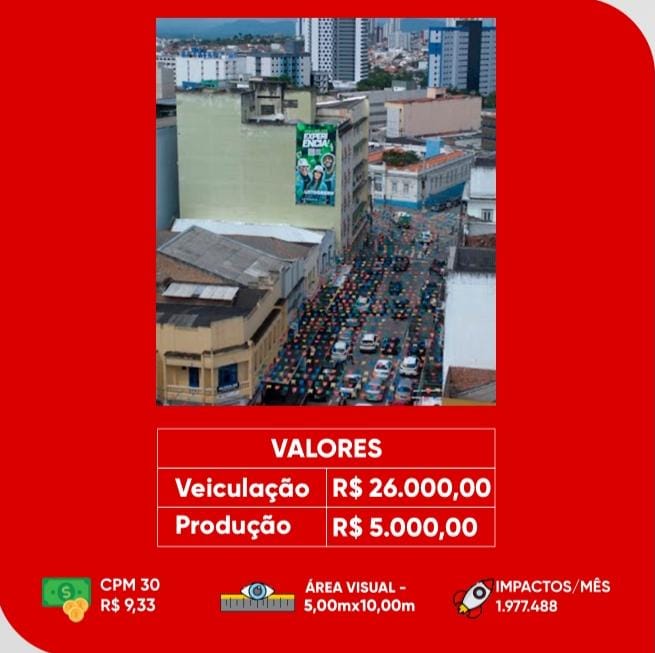 EXPERI
ÊNCIA!
VALORES
Veiculação R$ 26.000,00
Produção R$ 5.000,00
CPM 30
R$ 9,33
ÁREA VISUAL -
5,00mx10,00m
IMPACTOS/MÊS
1.977.488